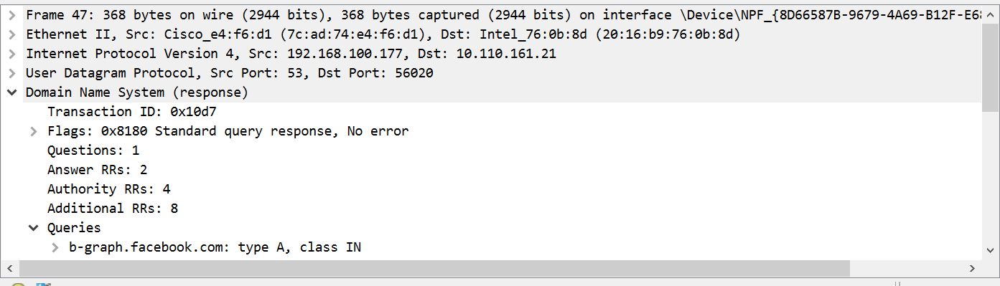 Frame 47: 368 bytes on wire (2944 bits), 368 bytes captured (2944 bits) on interface \Device\NPF_{8D66587B-9679-4A69-B12F-E68
Ethernet II, Src: Cisco_e4:f6:d1 (7c:ad:74:e4:f6:d1), Dst: Intel_76:0b:8d (20:16:b9:76:0b:8d)
Internet Protocol Version 4, Src: 192.168.100.177, Dst: 10.110.161.21
User Datagram Protocol, Src Port: 53, Dst Port: 56020
Domain Name System (response)
Transaction ID: 0x10d7
Flags: 0x8180 Standard query response, No error
Questions: 1
Answer RRs: 2
Authority RRs: 4
Additional RRs: 8
Queries
b-graph.facebook.com: type A, class IN